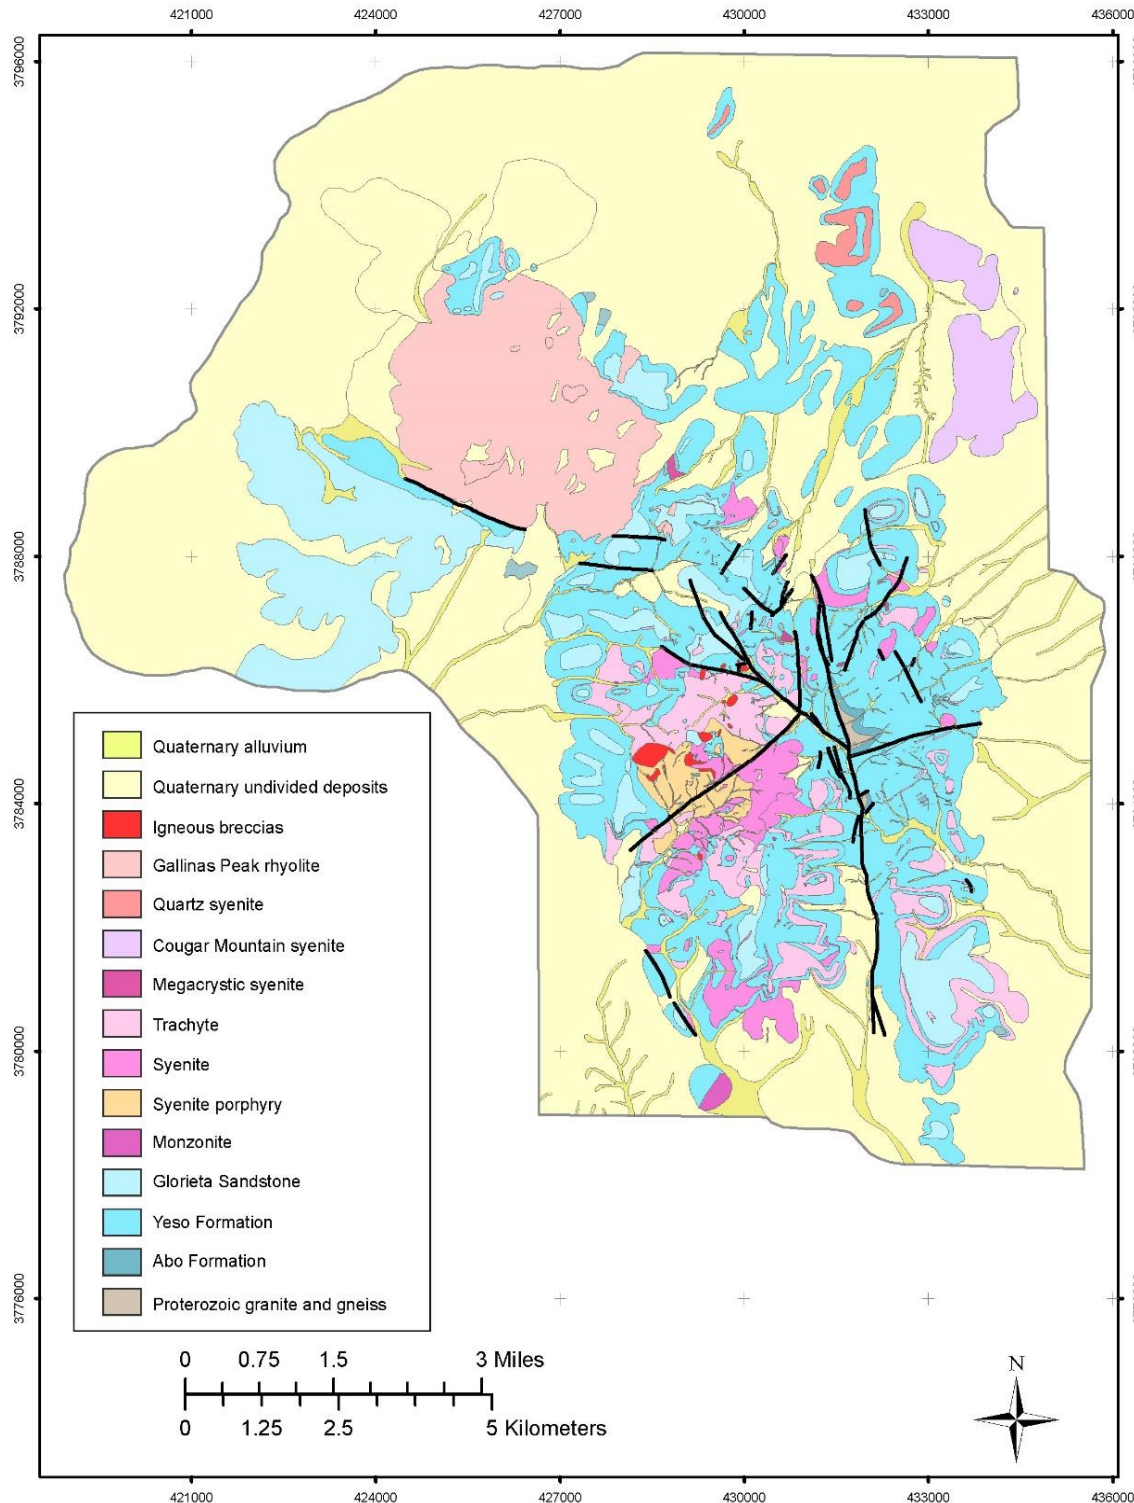 421000 424000 427000 430000 433000 436000
3796000
3792000
3788000
3784000
3780000
3776000
Quaternary alluvium
Quaternary undivided deposits
Igneous breccias
Gallinas Peak rhyolite
Quartz syenite
Cougar Mountain syenite
Megacrystic syenite
Trachyte
Syenite
Syenite porphyry
Monzonite
Glorieta Sandstone
Yeso Formation
Abo Formation
Proterozoic granite and gneiss
0 0.75 1.5 3 Miles
0 1.25 2.5 5 Kilometers
N
421000 424000 427000 430000 433000 436000